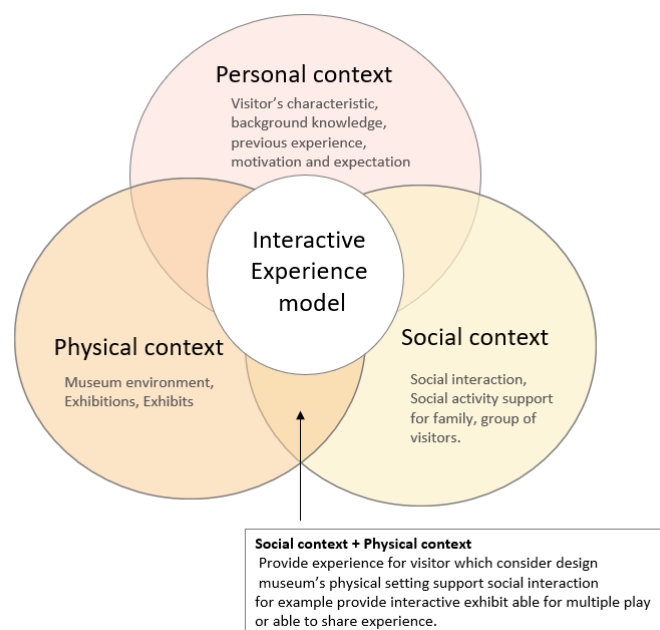 Personal context
Visitor's characteristic,
background knowledge,
previous experience,
motivation and expectation
Interactive
Experience
model
Physical context
Museum environment,
Exhibitions, Exhibits
Social context
Social interaction,
Social activity support
for family, group of
visitors.
Social context + Physical context
Provide experience for visitor which consider design
museum's physical setting support social interaction
for example provide interactive exhibit able for multiple play
or able to share experience.